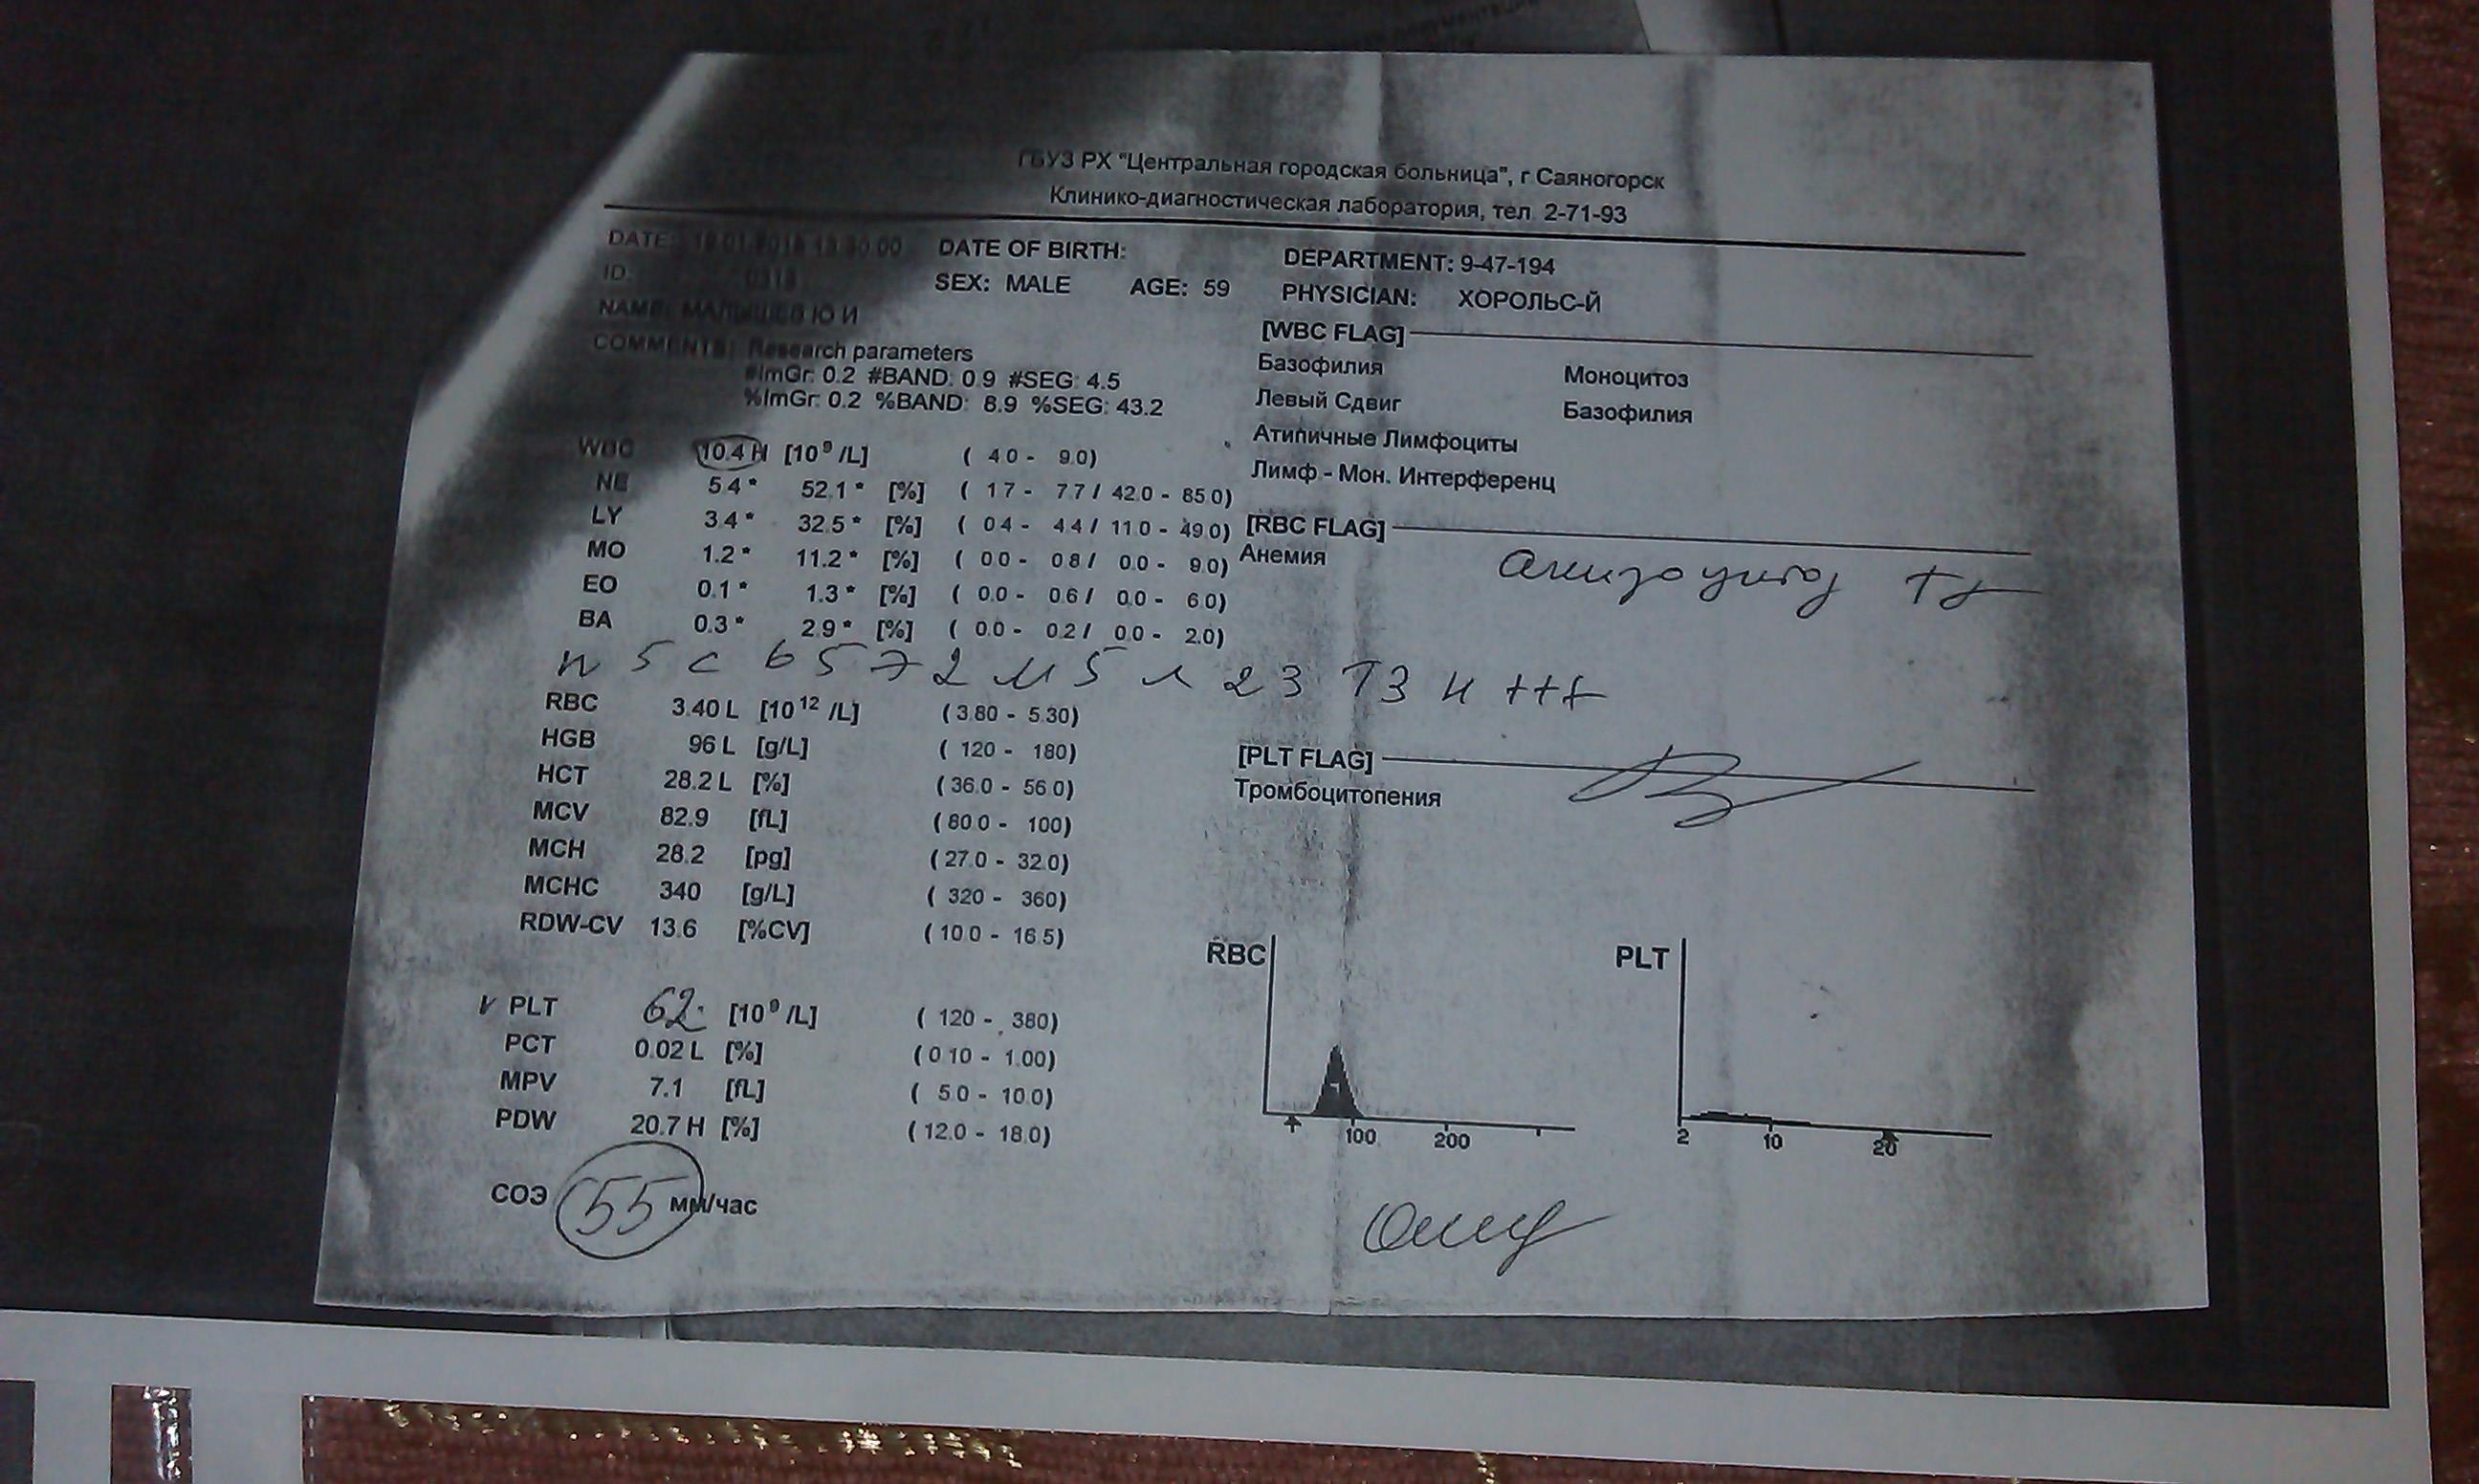 ГБУЗ РХ "Центральная городская больница", г Саяногорск
Клинико-диагностическая лаборатория, тел 2-71-93
DATE: DATE OF BIRTH: DEPARTMENT: 9-47-194
ID: SEX: MALE AGE: 59 PHYSICIAN: ХОРОЛЬС-Й
NAME: МАЛЫШЕВ Ю И
COMMENTS: Research parameters
#ImGr: 0.2 #BAND: 0.9 #SEG: 4.5
%ImGr: 0.2 %BAND: 8.9 %SEG: 43.2
[WBC FLAG]
Базофилия Моноцитоз
Левый Сдвиг Базофилия
Атипичные Лимфоциты
Лимф - Мон. Интерференц
WBC 10.4 H [10⁹ /L] ( 4.0 - 9.0)
NE 5.4 * 52.1 * [%] ( 1.7 - 7.7 / 42.0 - 85.0)
LY 3.4 * 32.5 * [%] ( 0.4 - 4.4 / 11.0 - 49.0)
MO 1.2 * 11.2 * [%] ( 0.0 - 0.8 / 0.0 - 9.0)
EO 0.1 * 1.3 * [%] ( 0.0 - 0.6 / 0.0 - 6.0)
BA 0.3 * 2.9 * [%] ( 0.0 - 0.2 / 0.0 - 2.0)
[RBC FLAG]
Анемия
анизоцитоз ++
п 5 с 65 э 2 м 5 л 23 ТЗН +++
RBC 3.40 L [10¹² /L] (3.80 - 5.30)
HGB 96 L [g/L] ( 120 - 180)
HCT 28.2 L [%] (36.0 - 56.0)
MCV 82.9 [fL] (80.0 - 100)
MCH 28.2 [pg] (27.0 - 32.0)
MCHC 340 [g/L] ( 320 - 360)
RDW-CV 13.6 [%CV] (10.0 - 16.5)
[PLT FLAG]
Тромбоцитопения
V PLT 62 [10⁹ /L] ( 120 - 380)
PCT 0.02 L [%] (0.10 - 1.00)
MPV 7.1 [fL] ( 5.0 - 10.0)
PDW 20.7 H [%] (12.0 - 18.0)
СОЭ 55 мм/час
RBC
100 200
PLT
2 10 20